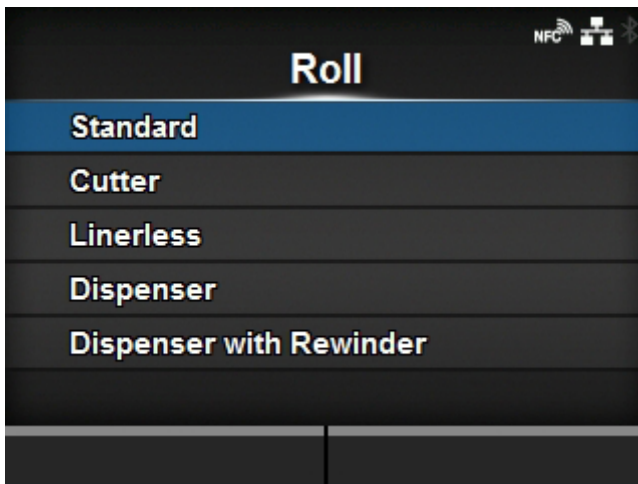 NFC
Roll
Standard
Cutter
Linerless
Dispenser
Dispenser with Rewinder